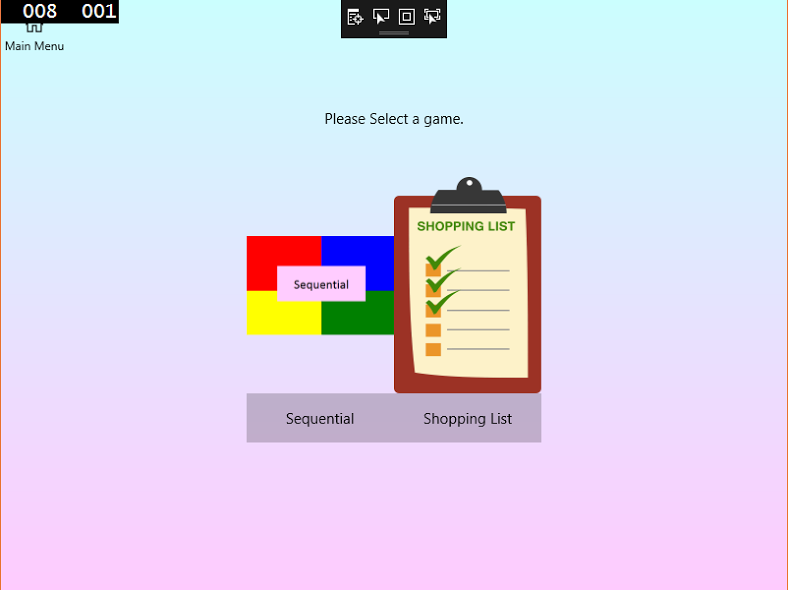 008 001
Main Menu
Please Select a game.
SHOPPING LIST
Sequential
Sequential Shopping List